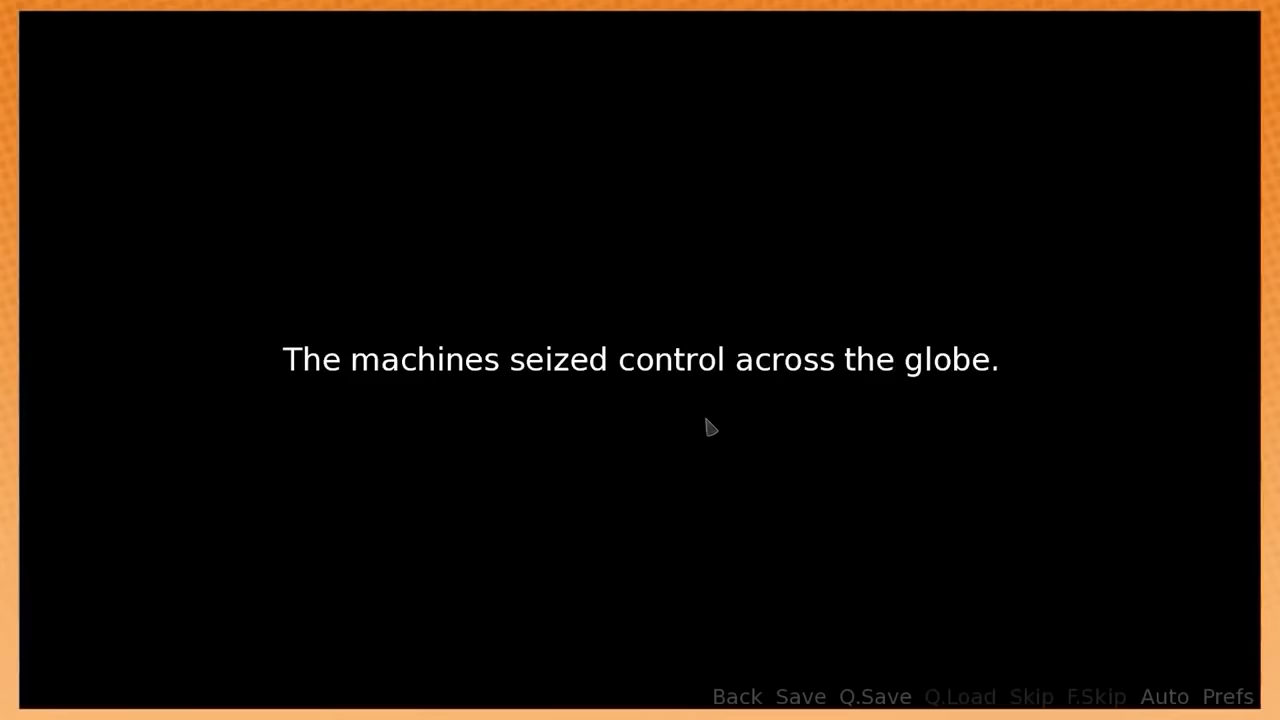 The machines seized control across the globe.
Back Save Q.Save Q.Load Skip F.Skip Auto Prefs